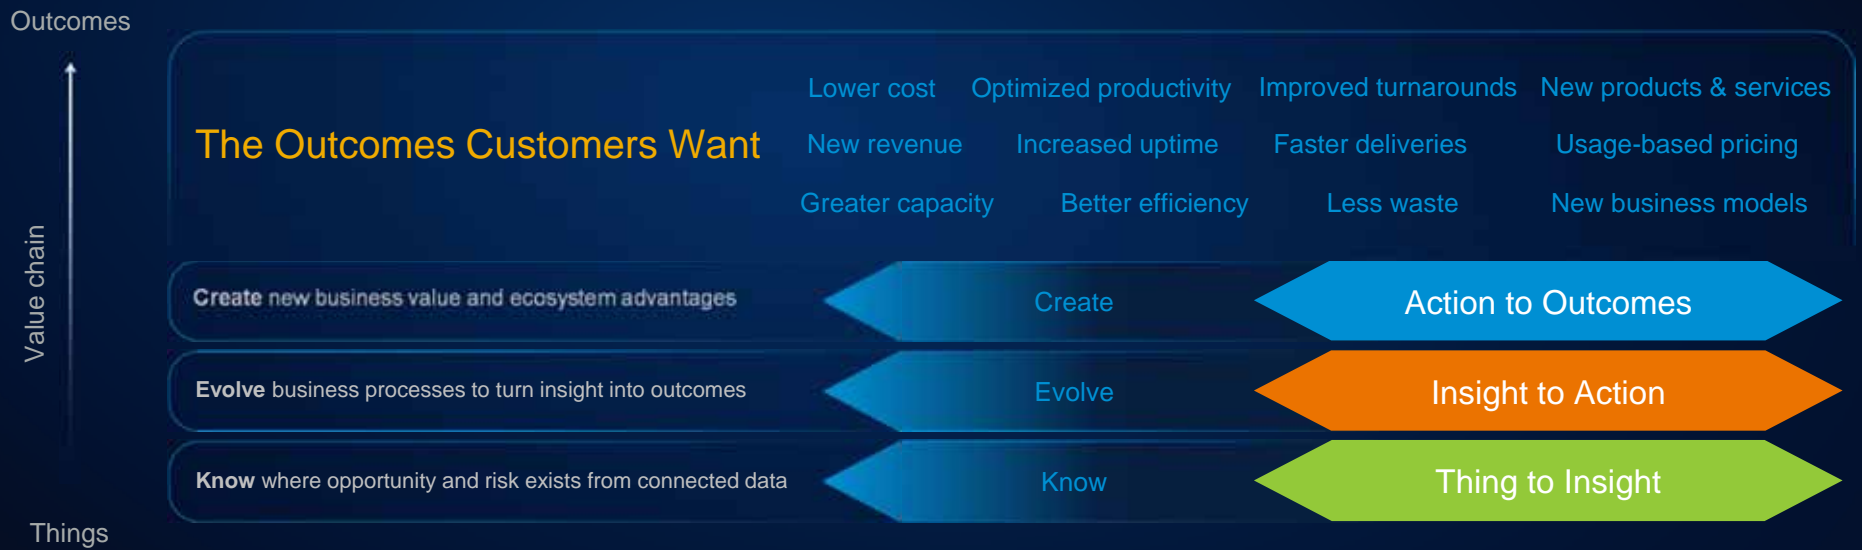 Outcomes
Lower cost Optimized productivity Improved turnarounds New products & services
The Outcomes Customers Want
New revenue Increased uptime Faster deliveries Usage-based pricing
Greater capacity Better efficiency Less waste New business models
Value chain
Create new business value and ecosystem advantages Create Action to Outcomes
Evolve business processes to turn insight into outcomes Evolve Insight to Action
Know where opportunity and risk exists from connected data Know Thing to Insight
Things